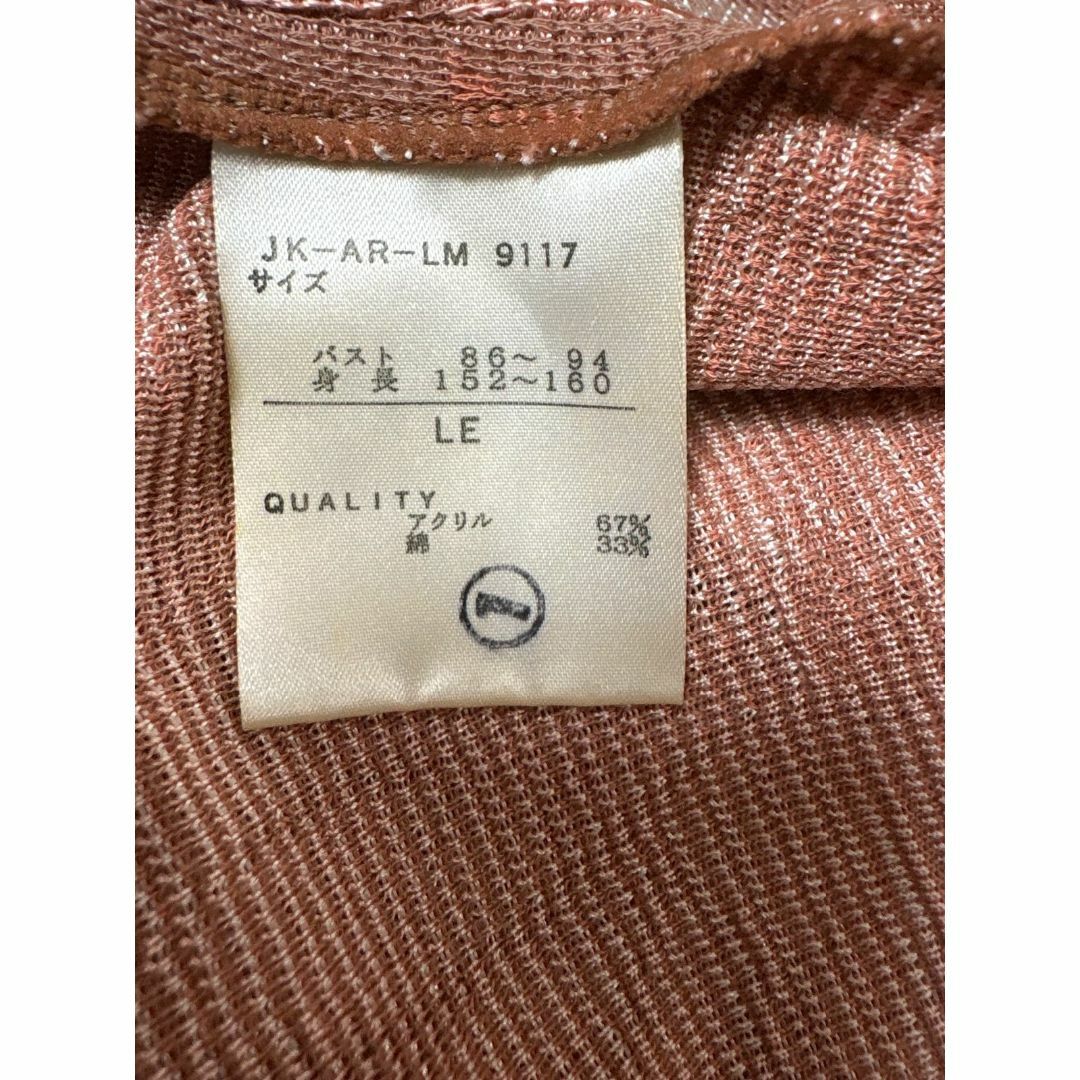 JK-AR-LM 9117
サイズ
バスト 86〜 94
身 長 152〜160
LE
QUALITY
アクリル 67%
綿 33%